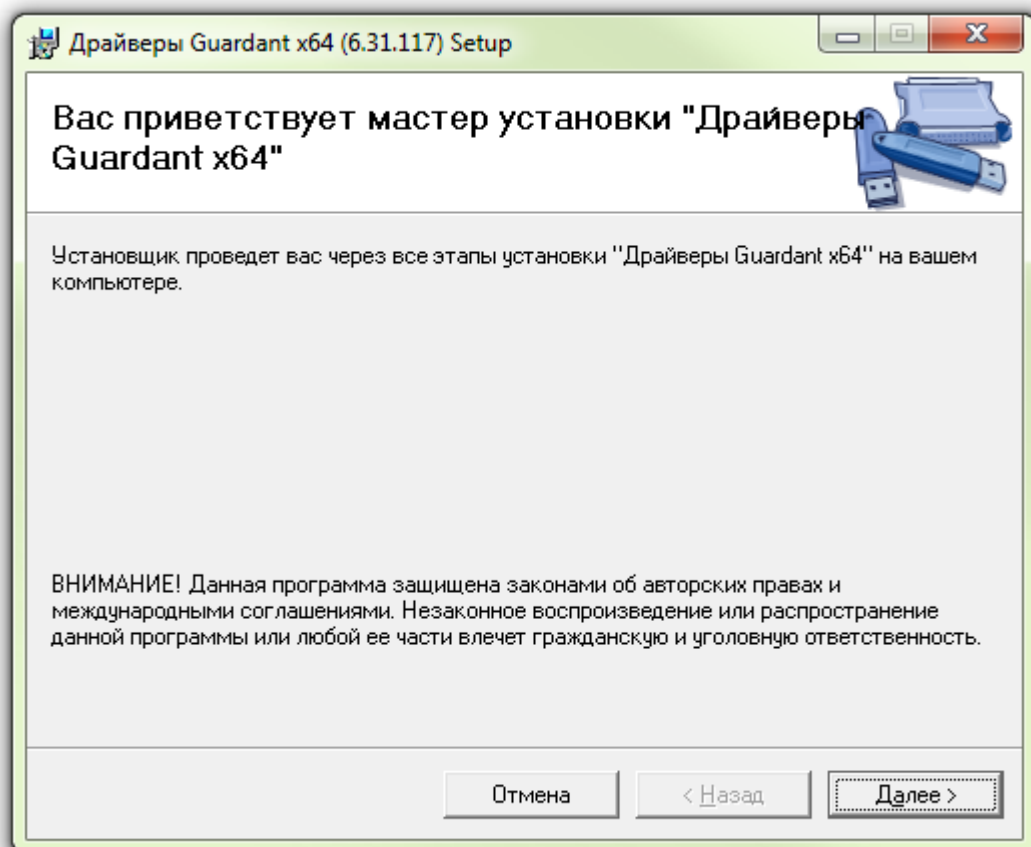 Драйверы Guardant x64 (6.31.117) Setup
Вас приветствует мастер установки "Драйверы
Guardant x64"
Установщик проведет вас через все этапы установки "Драйверы Guardant x64" на вашем
компьютере.
ВНИМАНИЕ! Данная программа защищена законами об авторских правах и
международными соглашениями. Незаконное воспроизведение или распространение
данной программы или любой ее части влечет гражданскую и уголовную ответственность.
Отмена
< Назад
Далее >